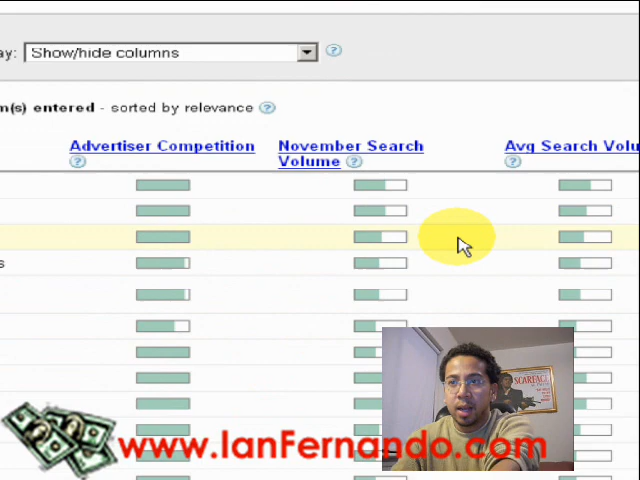 ay: Show/hide columns ?
m(s) entered - sorted by relevance ?
Advertiser Competition
?
November Search
Volume ?
Avg Search Volu
?
s
SCARFACE
www.IanFernando.com